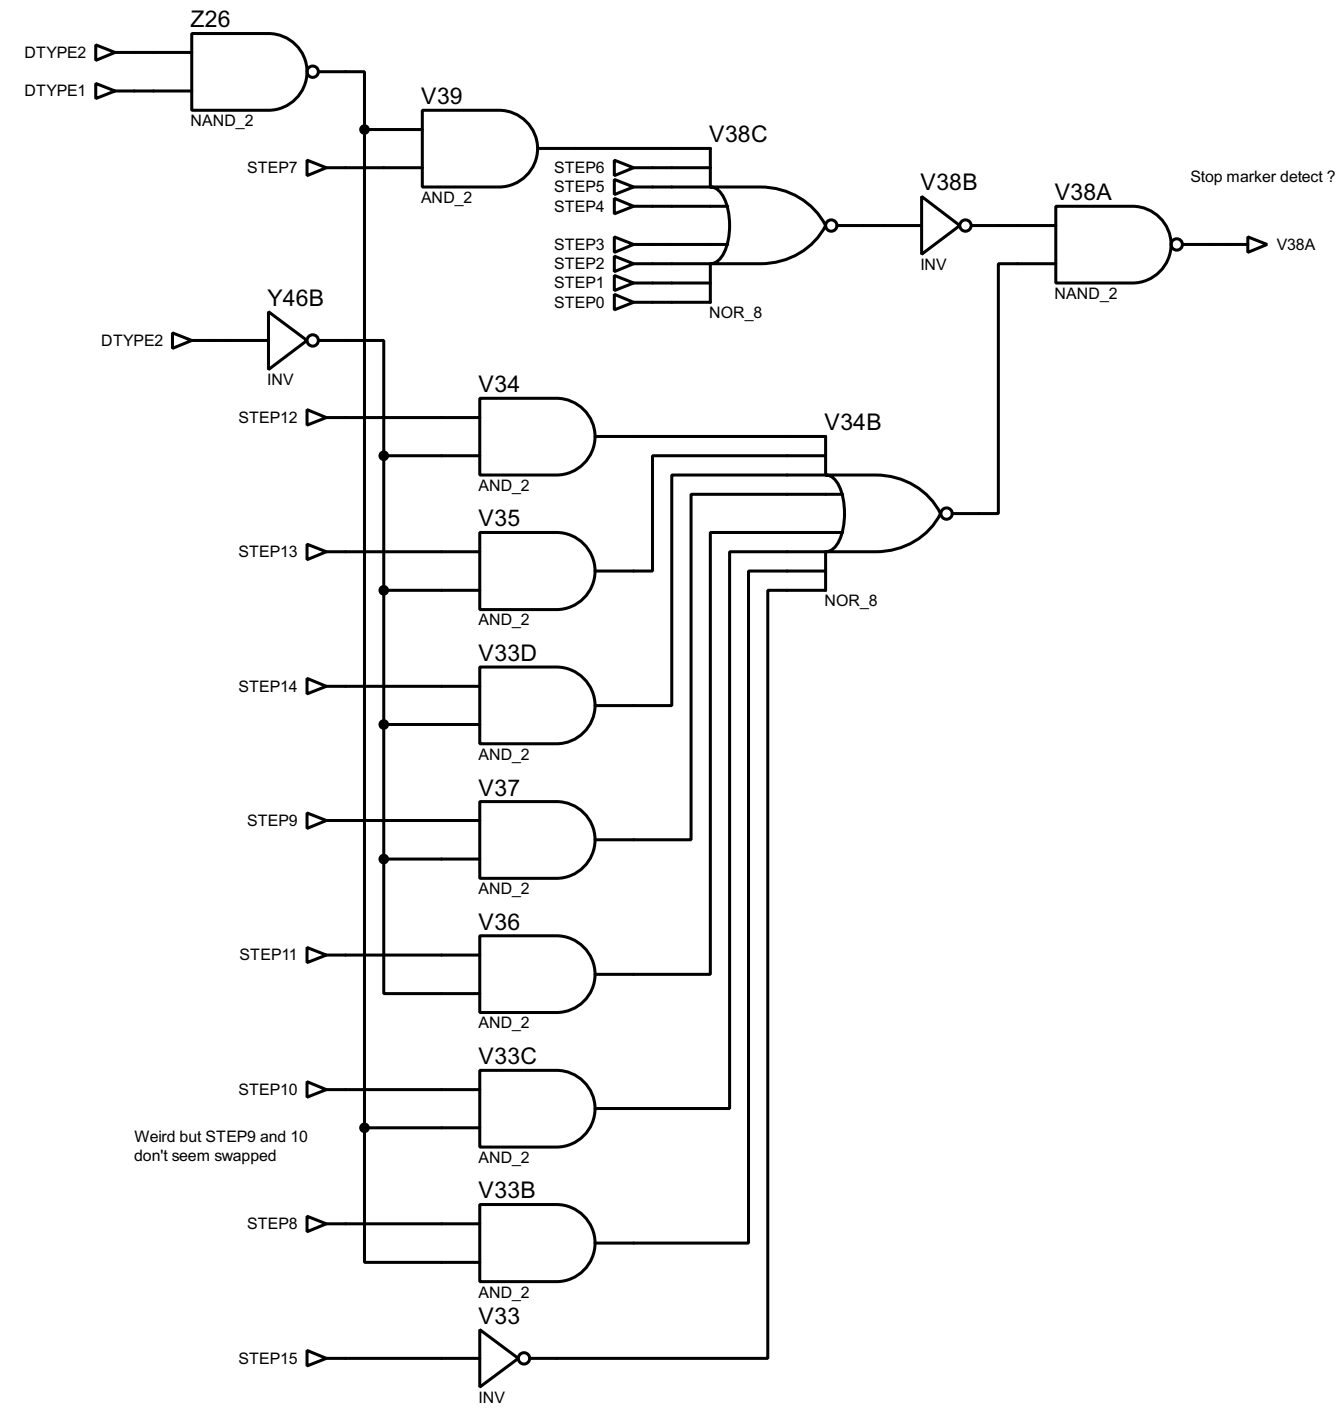 Z26
DTYPE2
DTYPE1
NAND_2
V39
STEP7
AND_2
V38C
STEP6
STEP5
STEP4
STEP3
STEP2
STEP1
STEP0
NOR_8
V38B
INV
Stop marker detect ?
V38A
V38A
NAND_2
Y46B
DTYPE2
INV
V34
STEP12
AND_2
V34B
NOR_8
V35
STEP13
AND_2
V33D
STEP14
AND_2
V37
STEP9
AND_2
V36
STEP11
AND_2
V33C
STEP10
AND_2
Weird but STEP9 and 10
don't seem swapped
V33B
STEP8
AND_2
V33
STEP15
INV